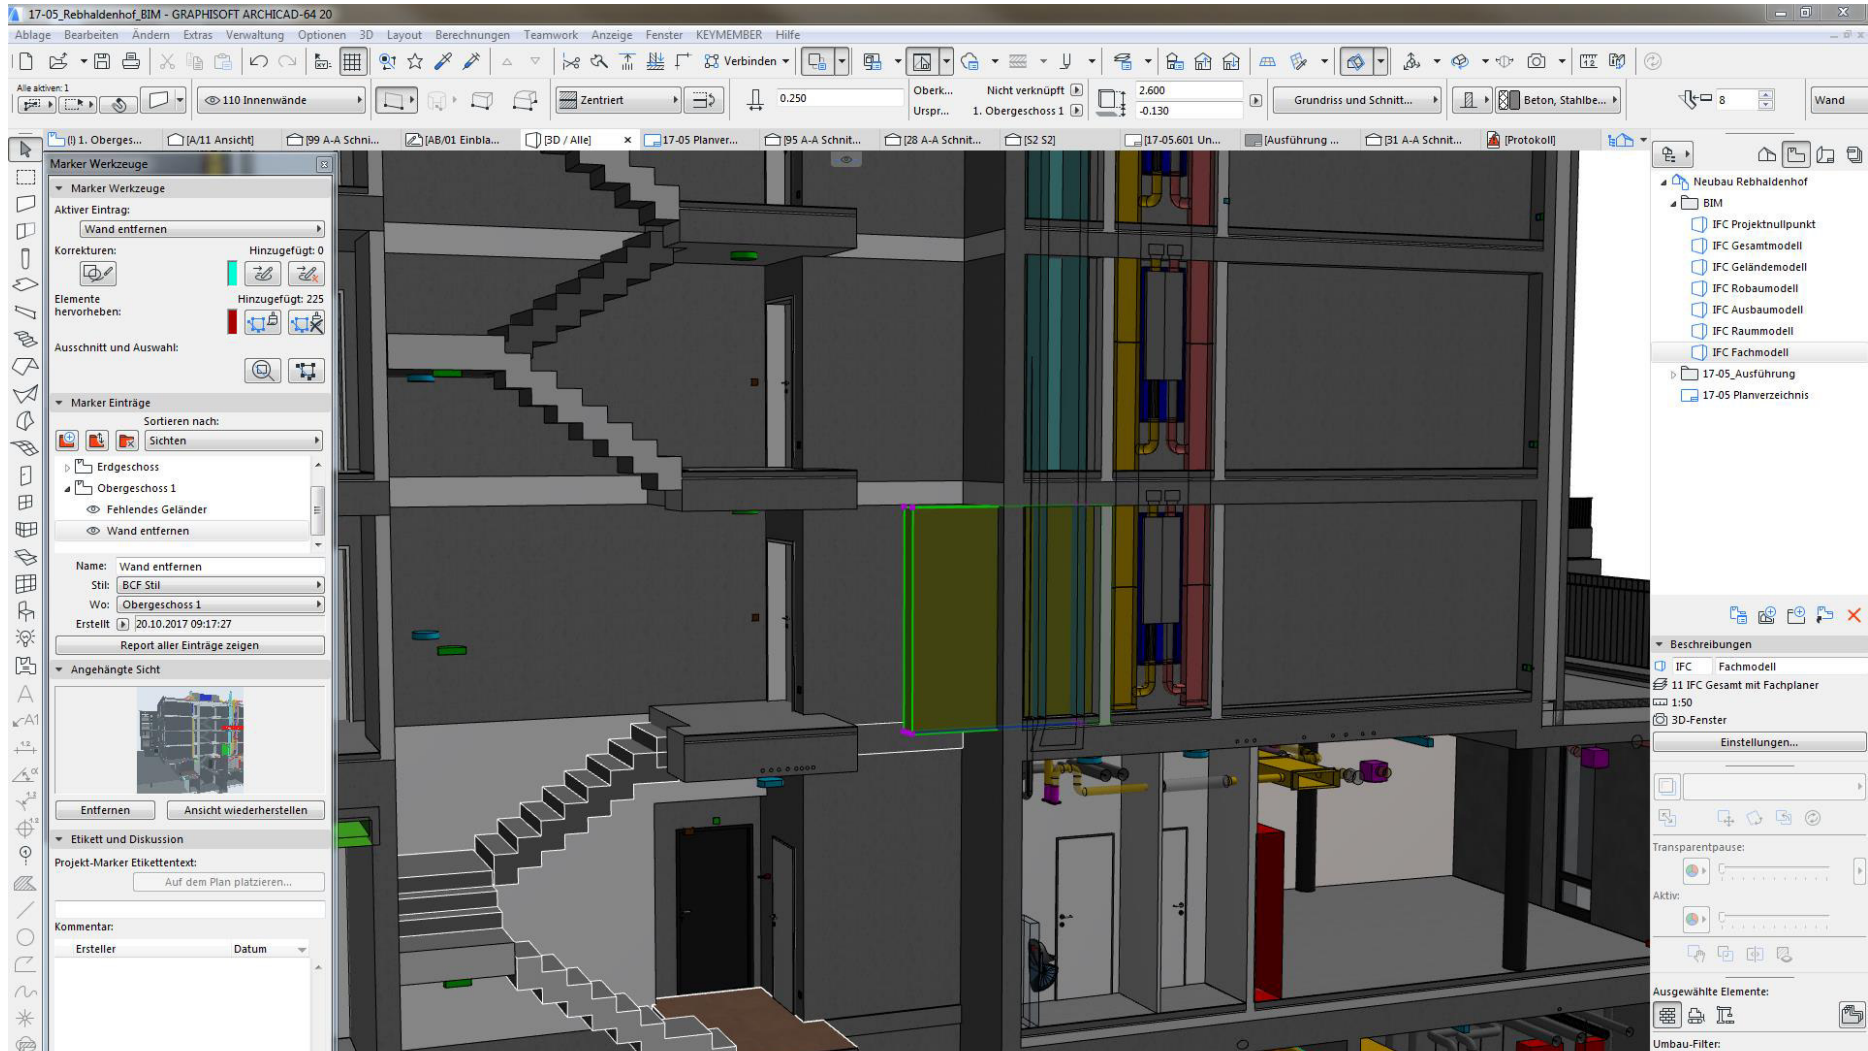 17-05_Rebhaldenhof_BIM - GRAPHISOFT ARCHICAD-64 20
Ablage Bearbeiten Ändern Extras Verwaltung Optionen 3D Layout Berechnungen Teamwork Anzeige Fenster KEYMEMBER Hilfe
Verbinden
Alle aktiven: 1
110 Innenwände
Zentriert
0.250
Oberk... Nicht verknüpft
Urspr... 1. Obergeschoss 1
2.600
-0.130
Grundriss und Schnitt...
Beton, Stahlbe...
8
Wand
(!) 1. Oberges...
[A/11 Ansicht]
[99 A-A Schni...
[AB/01 Einbla...
[3D / Alle]
17-05 Planver...
[95 A-A Schnit...
[28 A-A Schnit...
[S2 S2]
[17-05.601 Un...
[Ausführung ...
[31 A-A Schnit...
[Protokoll]
Marker Werkzeuge
Marker Werkzeuge
Aktiver Eintrag:
Wand entfernen
Korrekturen: Hinzugefügt: 0
Elemente hervorheben: Hinzugefügt: 225
Ausschnitt und Auswahl:
Marker Einträge
Sortieren nach:
Sichten
Erdgeschoss
Obergeschoss 1
Fehlendes Geländer
Wand entfernen
Name: Wand entfernen
Stil: BCF Stil
Wo: Obergeschoss 1
Erstellt 20.10.2017 09:17:27
Report aller Einträge zeigen
Angehängte Sicht
Entfernen Ansicht wiederherstellen
Etikett und Diskussion
Projekt-Marker Etikettentext:
Auf dem Plan platzieren...
Kommentar:
Ersteller Datum
Neubau Rebhaldenhof
BIM
IFC Projektnullpunkt
IFC Gesamtmodell
IFC Geländemodell
IFC Robaumodell
IFC Ausbaumodell
IFC Raummodell
IFC Fachmodell
17-05_Ausführung
17-05 Planverzeichnis
Beschreibungen
IFC Fachmodell
11 IFC Gesamt mit Fachplaner
1:50
3D-Fenster
Einstellungen...
Transparentpause:
Aktiv:
Ausgewählte Elemente:
Umbau-Filter: